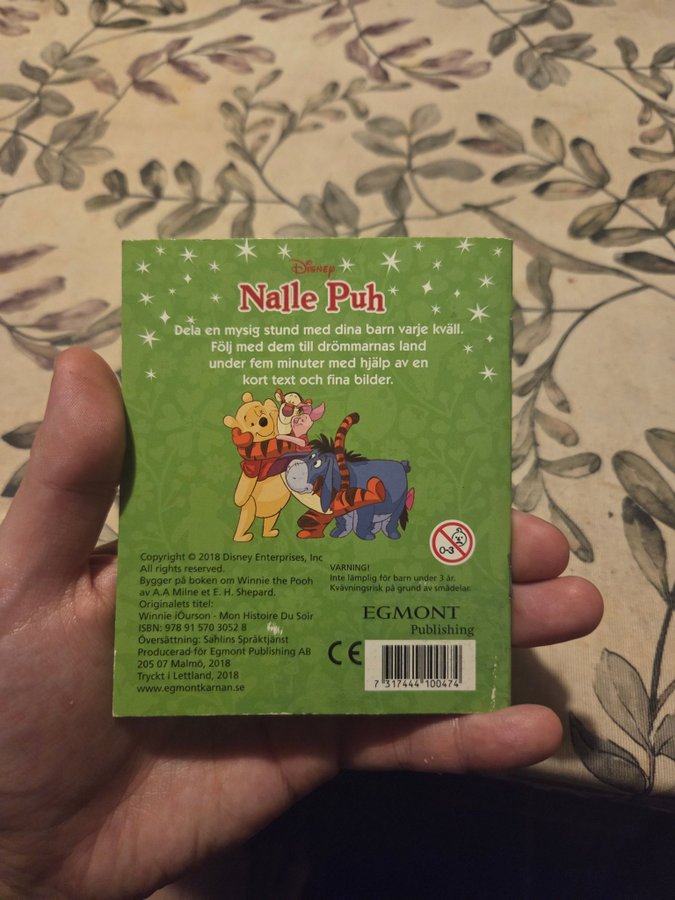 Disney
Nalle Puh
Dela en mysig stund med dina barn varje kväll.
Följ med dem till drömmarnas land
under fem minuter med hjälp av en
kort text och fina bilder.
Copyright © 2018 Disney Enterprises, Inc
All rights reserved.
Bygger på boken om Winnie the Pooh
av A.A Milne et E. H. Shepard.
Originalets titel:
Winnie lÓurson - Mon Histoire Du Soir
ISBN: 978 91 570 3052 8
Översättning: Sahlins Språktjänst
Producerad för Egmont Publishing AB
205 07 Malmö, 2018
Tryckt i Lettland, 2018
www.egmontkarnan.se
0-3
VARNING!
Inte lämplig för barn under 3 år.
Kvävningsrisk på grund av smådelar.
EGMONT
Publishing
CE
7 317444 100474